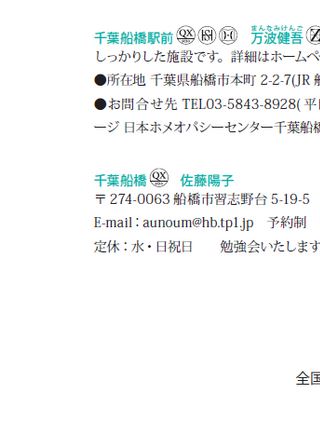 千葉船橋駅前 QX H H 万波健吾
まんなみけんご
しっかりした施設です。詳細はホームペ
●所在地 千葉県船橋市本町 2-2-7(JR 船
●お問合せ先 TEL03-5843-8928( 平
ージ 日本ホメオパシーセンター千葉船橋
千葉船橋 QX 佐藤陽子
〒 274-0063 船橋市習志野台 5-19-5
E-mail：aunoum@hb.tp1.jp 予約制
定休：水・日祝日 勉強会いたします
全国